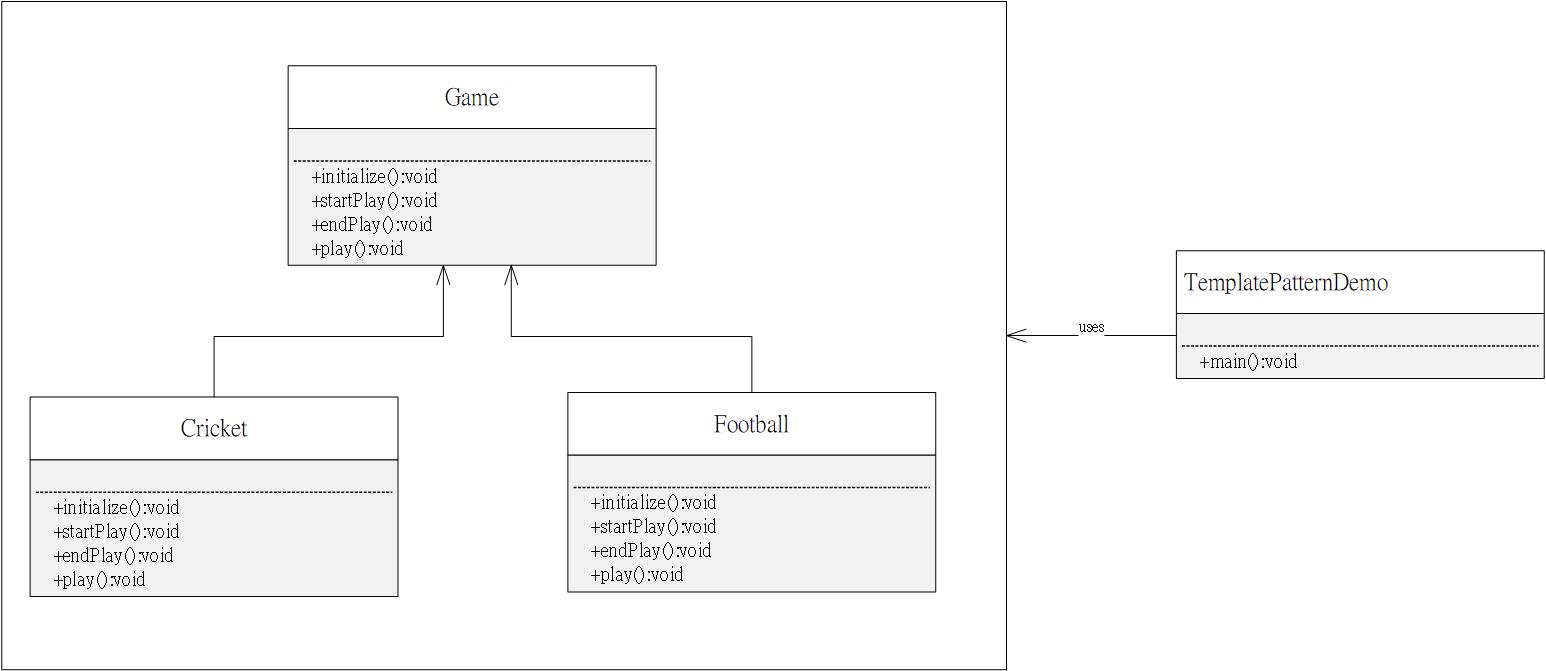 Game
+initialize():void
+startPlay():void
+endPlay():void
+play():void
TemplatePatternDemo
+main():void
uses
Cricket
+initialize():void
+startPlay():void
+endPlay():void
+play():void
Football
+initialize():void
+startPlay():void
+endPlay():void
+play():void